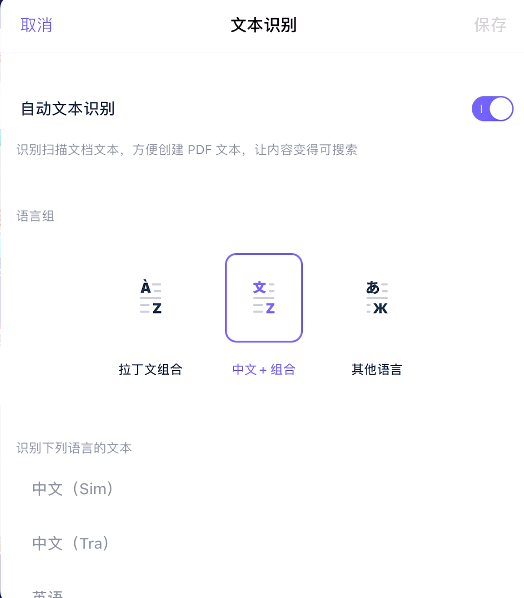 取消 文本识别 保存
自动文本识别
识别扫描文档文本，方便创建 PDF 文本，让内容变得可搜索
语言组
À 文 あ
Z Z Ж
拉丁文组合 中文 + 组合 其他语言
识别下列语言的文本
中文（Sim）
中文（Tra）
英语